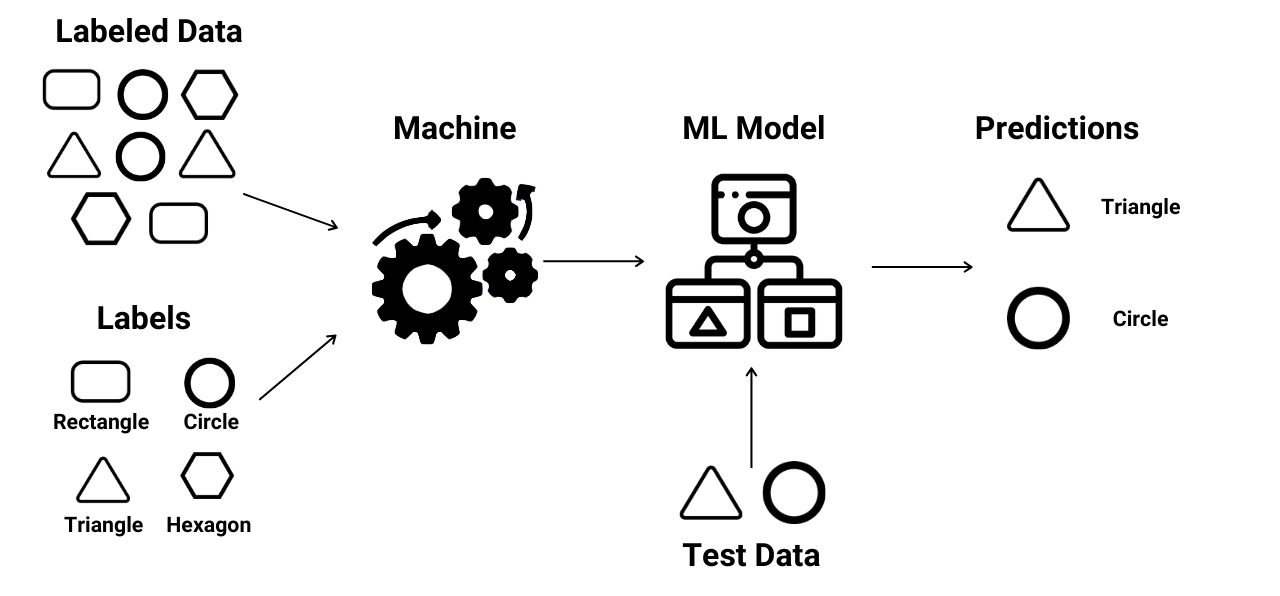 Labeled Data
Labels
Rectangle
Circle
Triangle
Hexagon
Machine
ML Model
Test Data
Predictions
Triangle
Circle